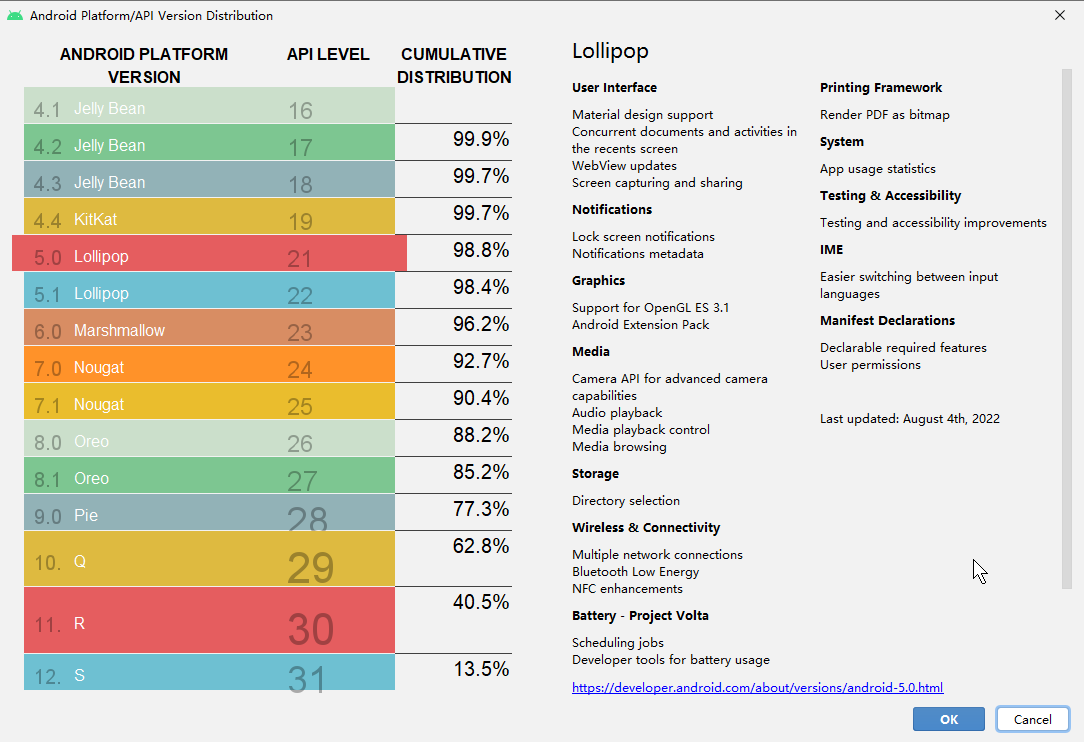 Android Platform/API Version Distribution
ANDROID PLATFORM
VERSION
API LEVEL
CUMULATIVE
DISTRIBUTION
4.1 Jelly Bean 16
4.2 Jelly Bean 17 99.9%
4.3 Jelly Bean 18 99.7%
4.4 KitKat 19 99.7%
5.0 Lollipop 21 98.8%
5.1 Lollipop 22 98.4%
6.0 Marshmallow 23 96.2%
7.0 Nougat 24 92.7%
7.1 Nougat 25 90.4%
8.0 Oreo 26 88.2%
8.1 Oreo 27 85.2%
9.0 Pie 28 77.3%
10. Q 29 62.8%
11. R 30 40.5%
12. S 31 13.5%
Lollipop
User Interface
Material design support
Concurrent documents and activities in
the recents screen
WebView updates
Screen capturing and sharing
Notifications
Lock screen notifications
Notifications metadata
Graphics
Support for OpenGL ES 3.1
Android Extension Pack
Media
Camera API for advanced camera
capabilities
Audio playback
Media playback control
Media browsing
Storage
Directory selection
Wireless & Connectivity
Multiple network connections
Bluetooth Low Energy
NFC enhancements
Battery - Project Volta
Scheduling jobs
Developer tools for battery usage
Printing Framework
Render PDF as bitmap
System
App usage statistics
Testing & Accessibility
Testing and accessibility improvements
IME
Easier switching between input
languages
Manifest Declarations
Declarable required features
User permissions
Last updated: August 4th, 2022
https://developer.android.com/about/versions/android-5.0.html
OK
Cancel